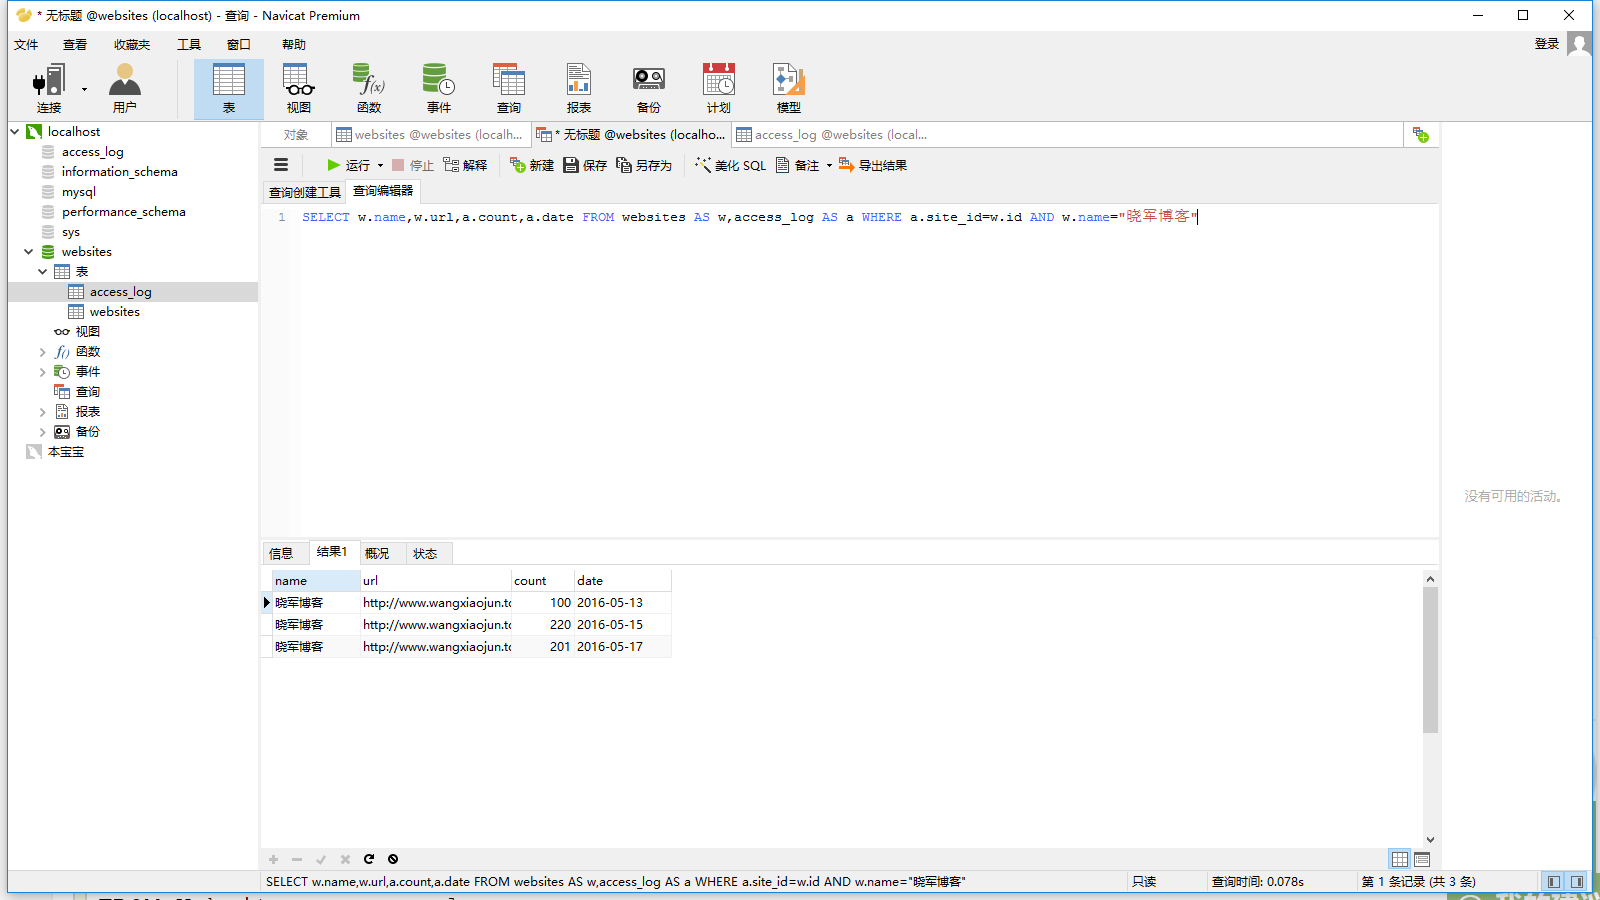 * 无标题 @websites (localhost) - 查询 - Navicat Premium
文件 查看 收藏夹 工具 窗口 帮助 登录
连接 用户 表 视图 函数 事件 查询 报表 备份 计划 模型
localhost
access_log
information_schema
mysql
performance_schema
sys
websites
表
access_log
websites
视图
函数
事件
查询
报表
备份
本宝宝
对象 websites @websites (localh... * 无标题 @websites (localho... access_log @websites (local...
运行 停止 解释 新建 保存 另存为 美化 SQL 备注 导出结果
查询创建工具 查询编辑器
1 SELECT w.name,w.url,a.count,a.date FROM websites AS w,access_log AS a WHERE a.site_id=w.id AND w.name="晓军博客"
没有可用的活动。
信息 结果1 概况 状态
name url count date
晓军博客 http://www.wangxiaojun.to 100 2016-05-13
晓军博客 http://www.wangxiaojun.to 220 2016-05-15
晓军博客 http://www.wangxiaojun.to 201 2016-05-17
SELECT w.name,w.url,a.count,a.date FROM websites AS w,access_log AS a WHERE a.site_id=w.id AND w.name="晓军博客" 只读 查询时间: 0.078s 第 1 条记录 (共 3 条)